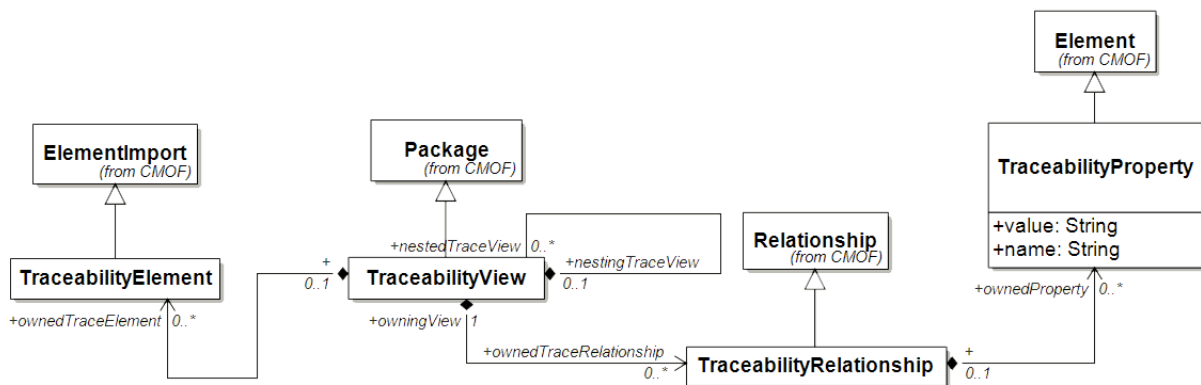 Element
(from CMOF)
ElementImport
(from CMOF)
Package
(from CMOF)
TraceabilityProperty
+value: String
+name: String
Relationship
(from CMOF)
+nestedTraceView 0..*
+nestingTraceView
0..1
TraceabilityElement
+
0..1
TraceabilityView
+ownedTraceElement 0..*
+owningView 1
+ownedTraceRelationship
0..*
TraceabilityRelationship
+
0..1
+ownedProperty 0..*